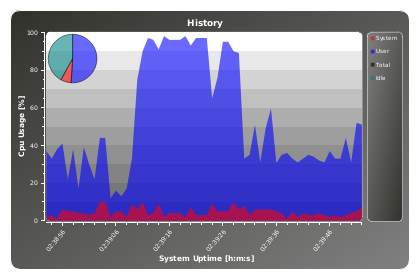 History
100
80
60
40
20
0
Cpu Usage [%]
02:38:56
02:39:06
02:39:16
02:39:26
02:39:36
02:39:46
System Uptime [h:m:s]
System
User
Total
Idle